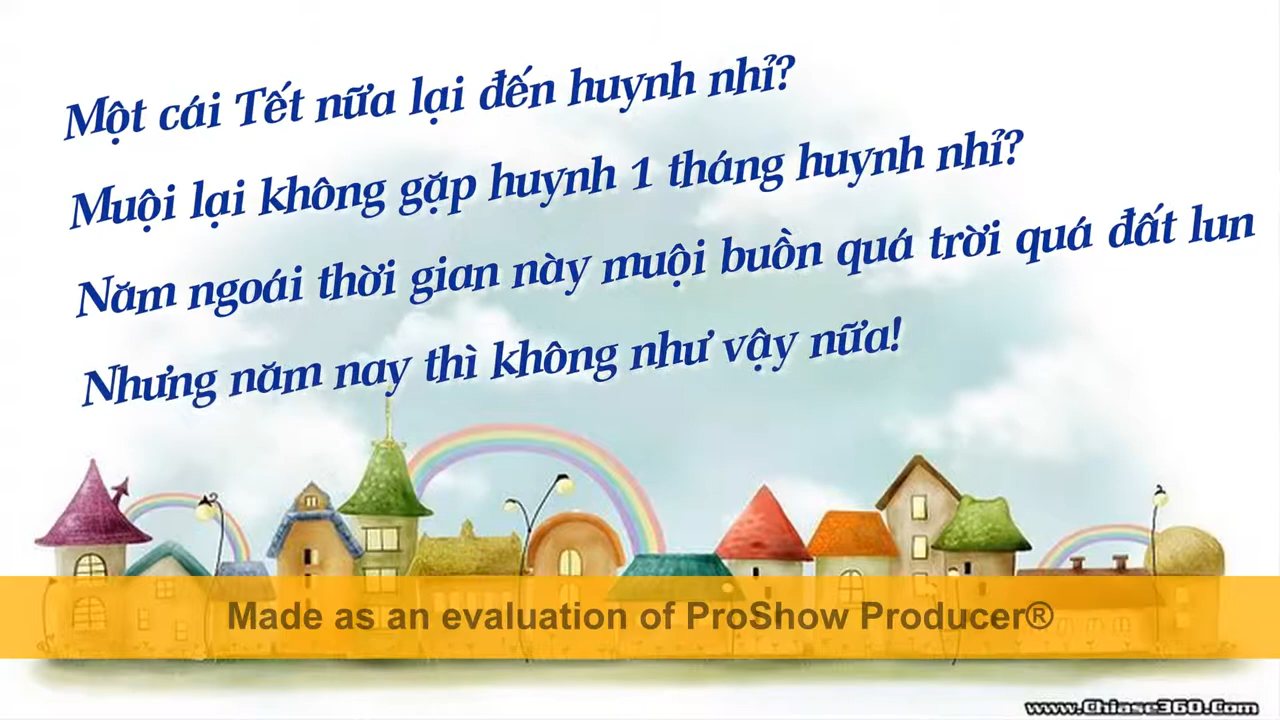 Một cái Tết nữa lại đến huynh nhỉ?
Muội lại không gặp huynh 1 tháng huynh nhỉ?
Năm ngoái thời gian này muội buồn quá trời quá đất lun
Nhưng năm nay thì không như vậy nữa!
Made as an evaluation of ProShow Producer®
www.Chiase360.Com